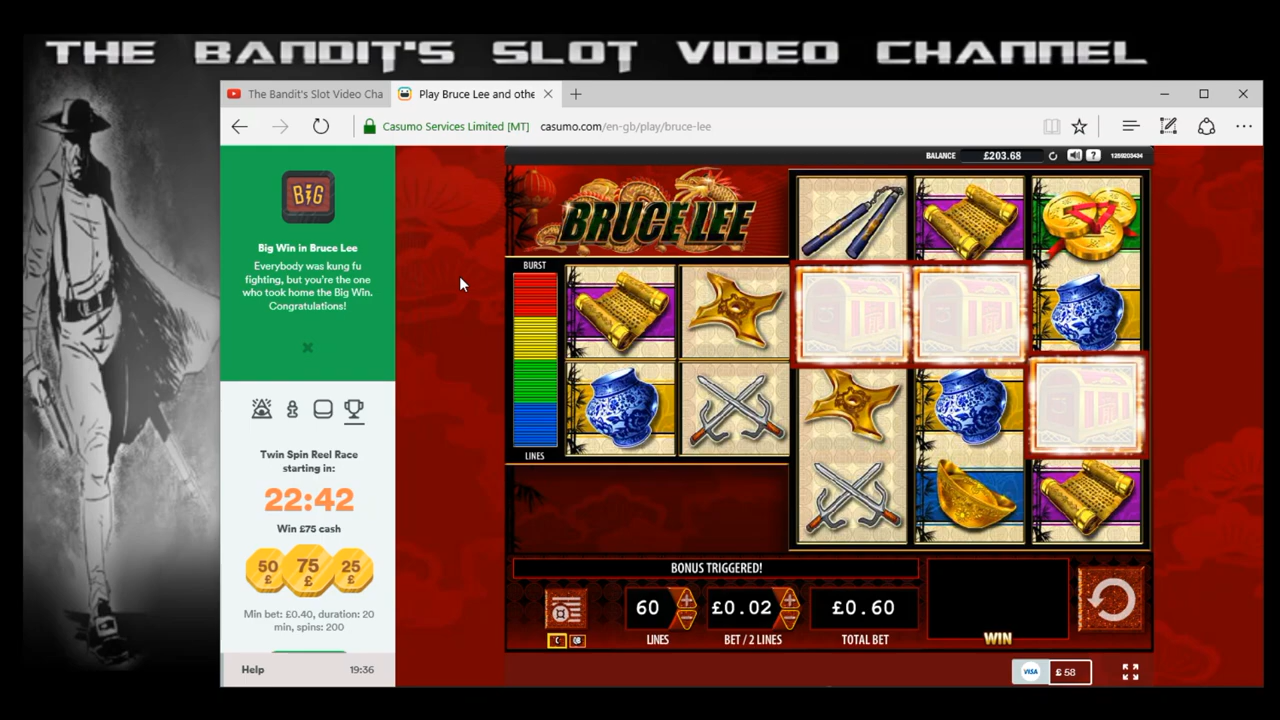 THE BANDIT'S SLOT VIDEO CHANNEL
The Bandit's Slot Video Cha
Play Bruce Lee and othe
Casumo Services Limited [MT] casumo.com/en-gb/play/bruce-lee
BIG
Big Win in Bruce Lee
Everybody was kung fu
fighting, but you're the one
who took home the Big Win.
Congratulations!
Twin Spin Reel Race
starting in:
22:42
Win £75 cash
50 £
75 £
25 £
Min bet: £0.40, duration: 20
min, spins: 200
Help 19:36
BALANCE £203.68 ? 1259203434
BRUCE LEE
BURST
LINES
BONUS TRIGGERED!
60 £0.02 £0.60
LINES BET / 2 LINES TOTAL BET
WIN
VISA £ 58